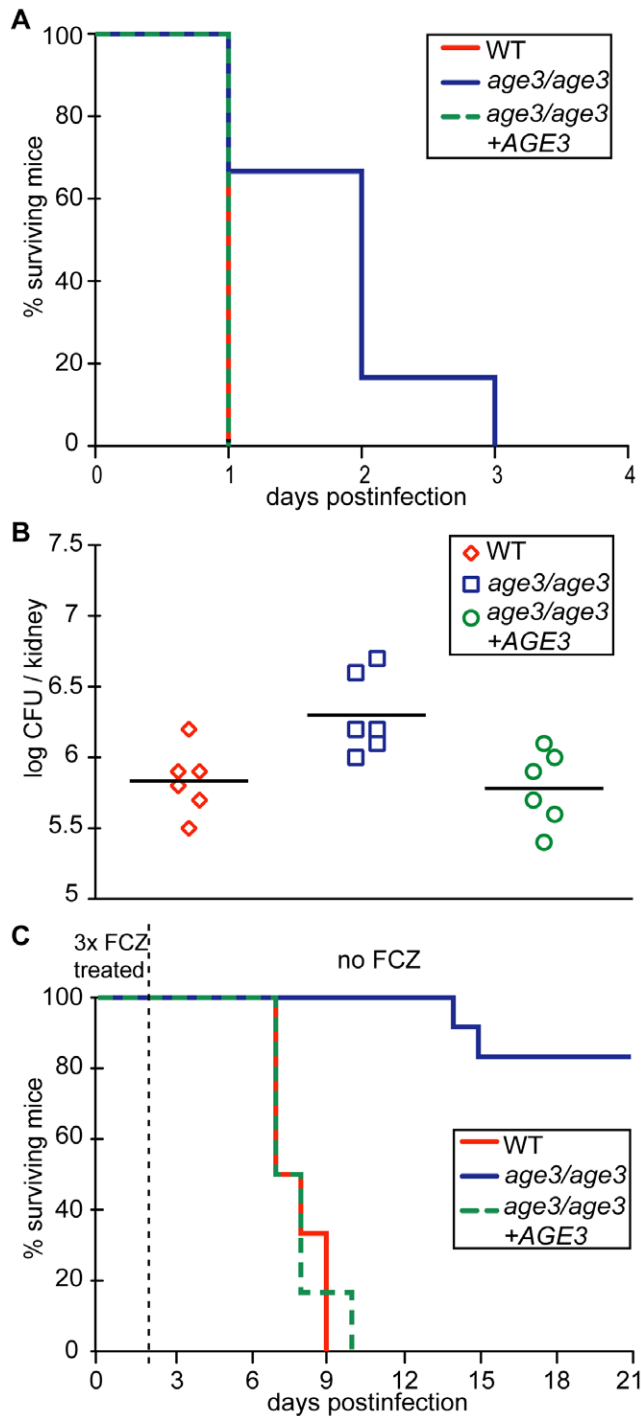 A
% surviving mice
100
80
60
40
20
0
0 1 2 3 4
days postinfection
WT
age3/age3
age3/age3
+AGE3
B
log CFU / kidney
7.5
7
6.5
6
5.5
5
WT
age3/age3
age3/age3
+AGE3
C
3x FCZ
treated
no FCZ
% surviving mice
100
80
60
40
20
0
0 3 6 9 12 15 18 21
days postinfection
WT
age3/age3
age3/age3
+AGE3